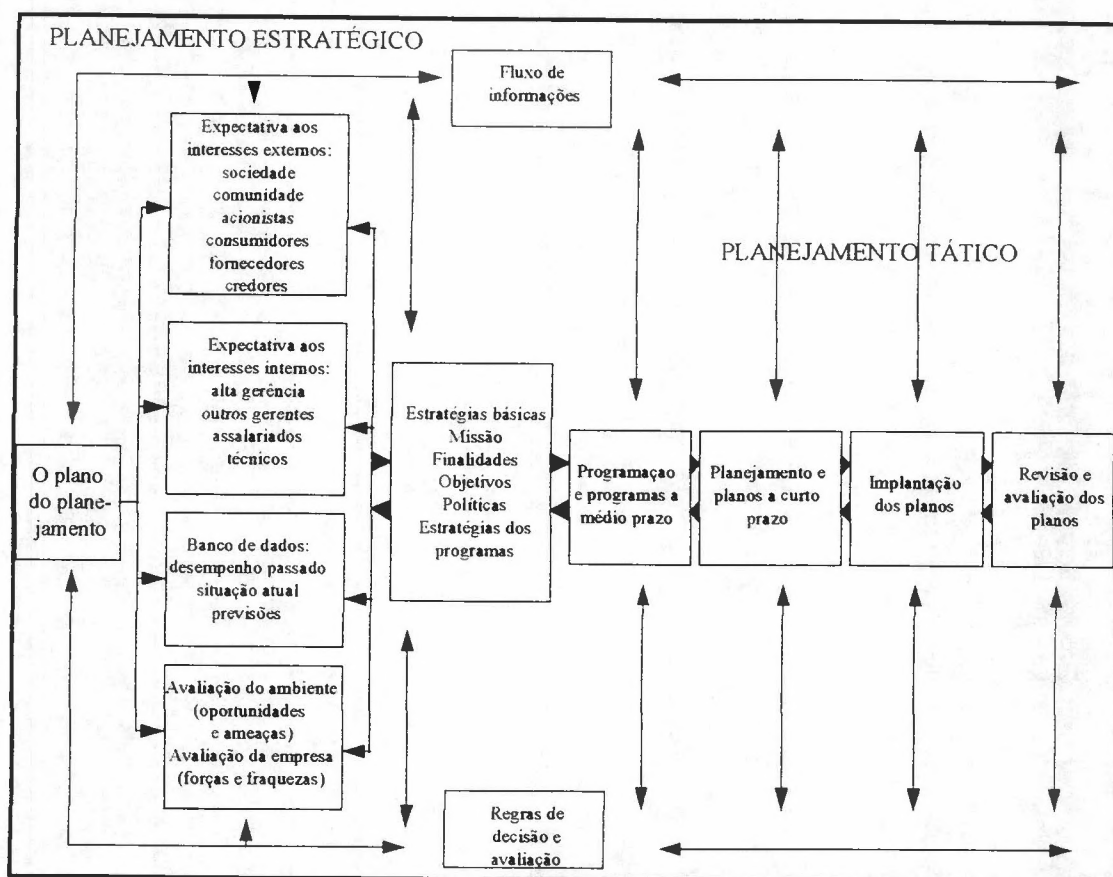 PLANEJAMENTO ESTRATÉGICO
Fluxo de
informações
Expectativa aos
interesses externos:
sociedade
comunidade
acionistas
consumidores
fornecedores
credores
PLANEJAMENTO TÁTICO
Expectativa aos
interesses internos:
alta gerência
outros gerentes
assalariados
técnicos
O plano
do plane-
jamento
Estratégias básicas
Missão
Finalidades
Objetivos
Políticas
Estratégias dos
programas
Programaçao
e programas a
médio prazo
Planejamento e
planos a curto
prazo
Implantação
dos planos
Revisão e
avaliação dos
planos
Banco de dados:
desempenho passado
situação atual
previsões
Avaliação do ambiente
(oportunidades
e ameaças)
Avaliação da empresa
(forças e fraquezas)
Regras de
decisão e
avaliação